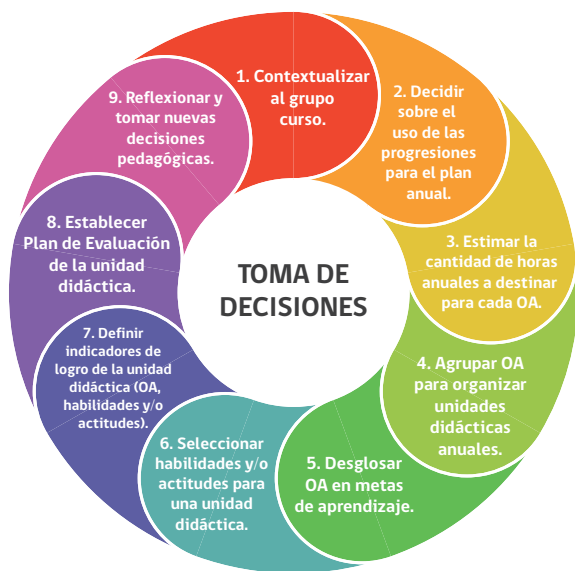 1. Contextualizar
al grupo
curso.
2. Decidir
sobre el
uso de las
progresiones
para el plan
anual.
3. Estimar la
cantidad de horas
anuales a destinar
para cada OA.
4. Agrupar OA
para organizar
unidades
didácticas
anuales.
5. Desglosar
OA en metas
de aprendizaje.
6. Seleccionar
habilidades y/o
actitudes para
una unidad
didáctica.
7. Definir
indicadores de
logro de la unidad
didáctica (OA,
habilidades y/o
actitudes).
8. Establecer
Plan de Evaluación
de la unidad
didáctica.
9. Reflexionar y
tomar nuevas
decisiones
pedagógicas.
TOMA DE
DECISIONES